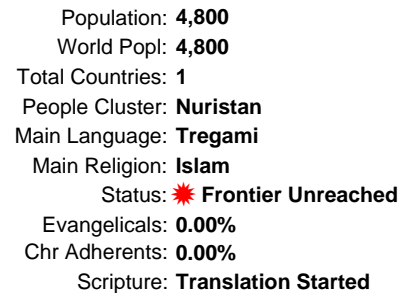 Population: 4,800
World Popl: 4,800
Total Countries: 1
People Cluster: Nuristan
Main Language: Tregami
Main Religion: Islam
Status: Frontier Unreached
Evangelicals: 0.00%
Chr Adherents: 0.00%
Scripture: Translation Started